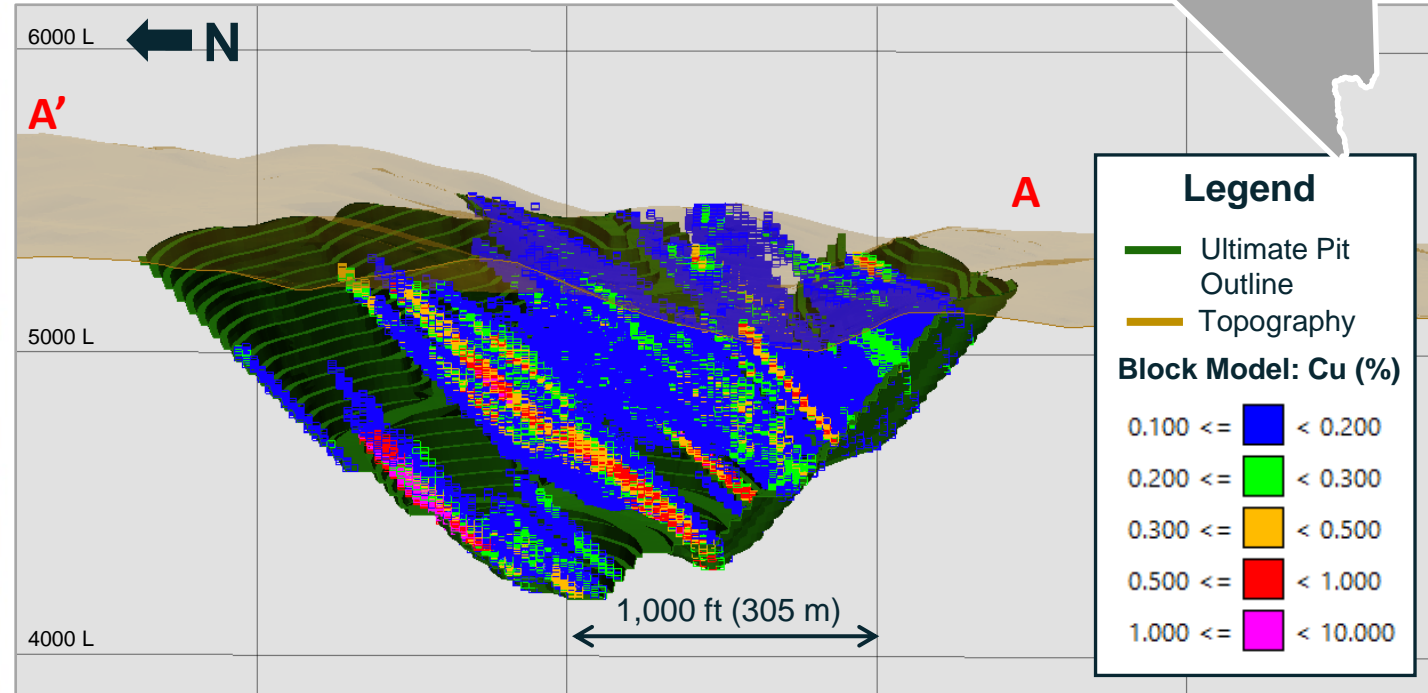 6000 L
N
A’
A
5000 L
4000 L
1,000 ft (305 m)
Legend
Ultimate Pit
Outline
Topography
Block Model: Cu (%)
0.100 <= < 0.200
0.200 <= < 0.300
0.300 <= < 0.500
0.500 <= < 1.000
1.000 <= < 10.000